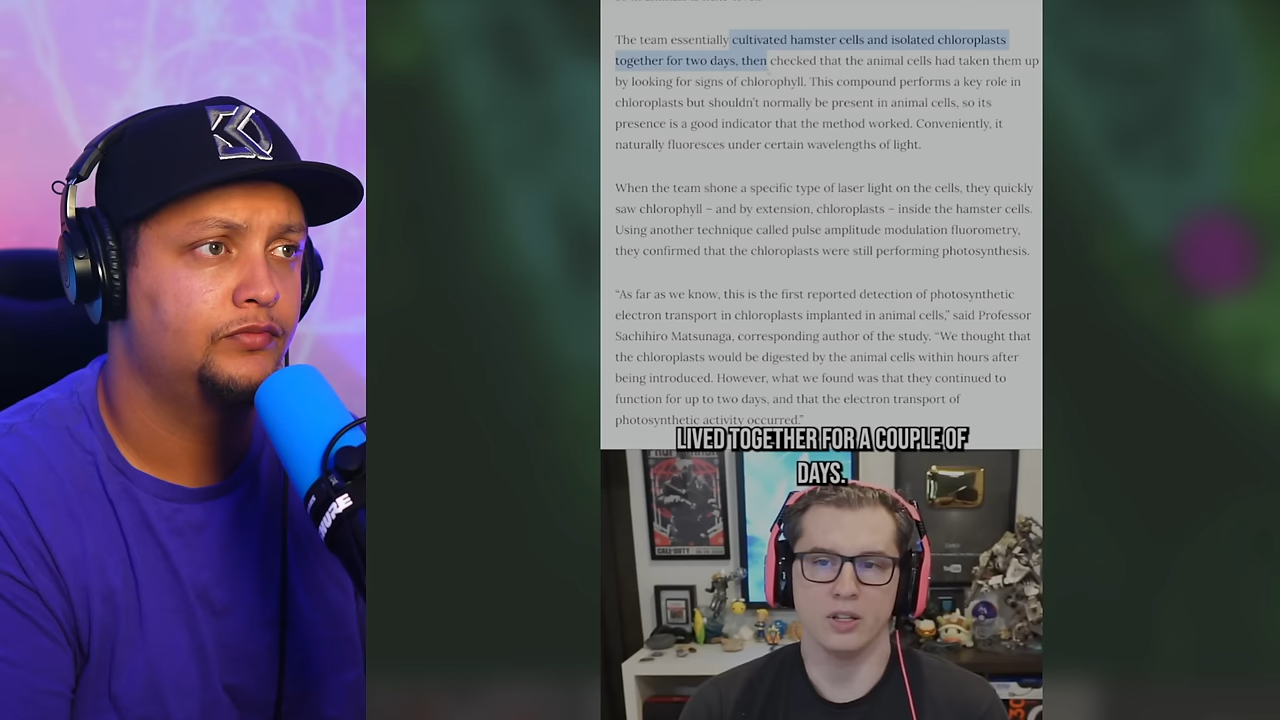 The team essentially cultivated hamster cells and isolated chloroplasts
together for two days, then checked that the animal cells had taken them up
by looking for signs of chlorophyll. This compound performs a key role in
chloroplasts but shouldn't normally be present in animal cells, so its
presence is a good indicator that the method worked. Conveniently, it
naturally fluoresces under certain wavelengths of light.
When the team shone a specific type of laser light on the cells, they quickly
saw chlorophyll – and by extension, chloroplasts – inside the hamster cells.
Using another technique called pulse amplitude modulation fluorometry,
they confirmed that the chloroplasts were still performing photosynthesis.
“As far as we know, this is the first reported detection of photosynthetic
electron transport in chloroplasts implanted in animal cells,” said Professor
Sachihiro Matsunaga, corresponding author of the study. “We thought that
the chloroplasts would be digested by the animal cells within hours after
being introduced. However, what we found was that they continued to
function for up to two days, and that the electron transport of
photosynthetic activity occurred.”
LIVED TOGETHER FOR A COUPLE OF
DAYS.
CALL OF DUTY
YouTube
SHURE